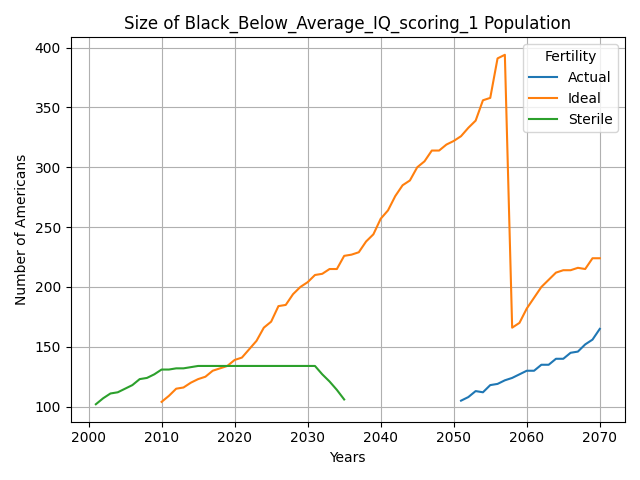 Size of Black_Below_Average_IQ_scoring_1 Population
Number of Americans
400
350
300
250
200
150
100
Fertility
Actual
Ideal
Sterile
2000 2010 2020 2030 2040 2050 2060 2070
Years